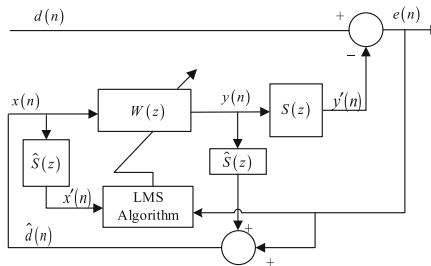 d(n)
+
e(n)
−
x(n)
W(z)
y(n)
S(z)
y′(n)
Ŝ(z)
Ŝ(z)
x′(n)
LMS
Algorithm
d̂(n)
+
+